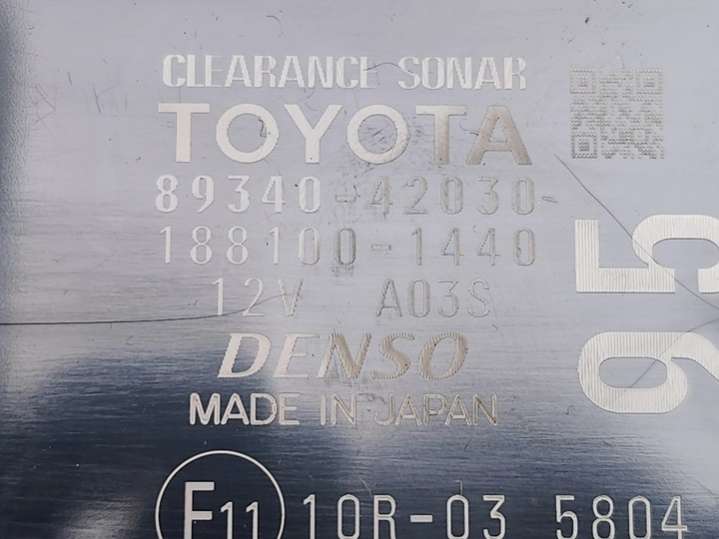 CLEARANCE SONAR
TOYOTA
89340-42030-
188100-1440
12V A03S
DENSO
MADE IN JAPAN
95
E11 10R-03 5804